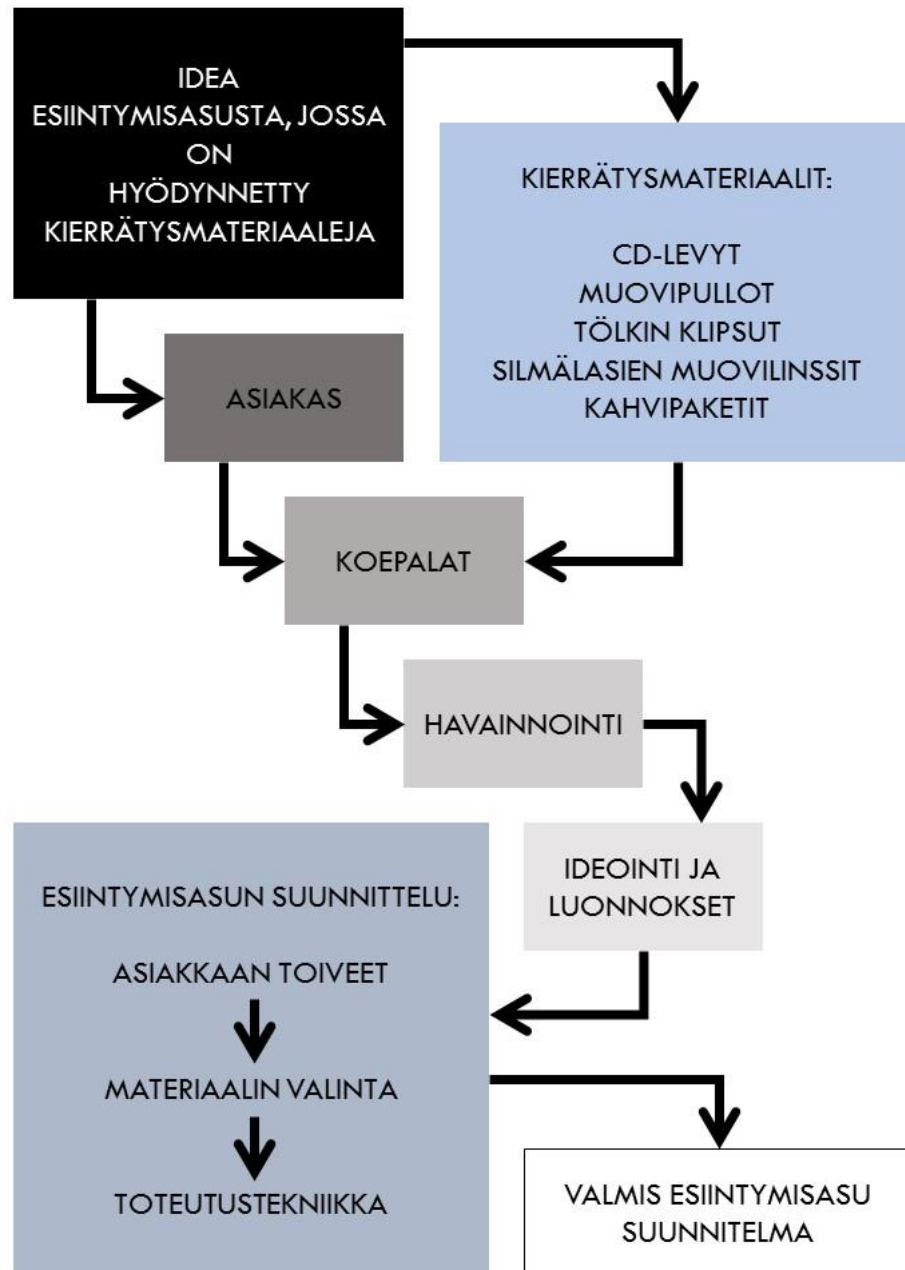 IDEA
ESIINTYMISASUSTA, JOSSA
ON
HYÖDYNNETTY
KIERRÄTYSMATERIAALEJA
KIERRÄTYSMATERIAALIT:
CD-LEVYT
MUOVIPULLOT
TÖLKIN KLIPSUT
SILMÄLASIEN MUOVILINSSIT
KAHVIPAKETIT
ASIAKAS
KOEPALAT
HAVAINNOINTI
IDEOINTI JA
LUONNOKSET
ESIINTYMISASUN SUUNNITTELU:
ASIAKKAAN TOIVEET
MATERIAALIN VALINTA
TOTEUTUSTEKNIIKKA
VALMIS ESIINTYMISASU
SUUNNITELMA